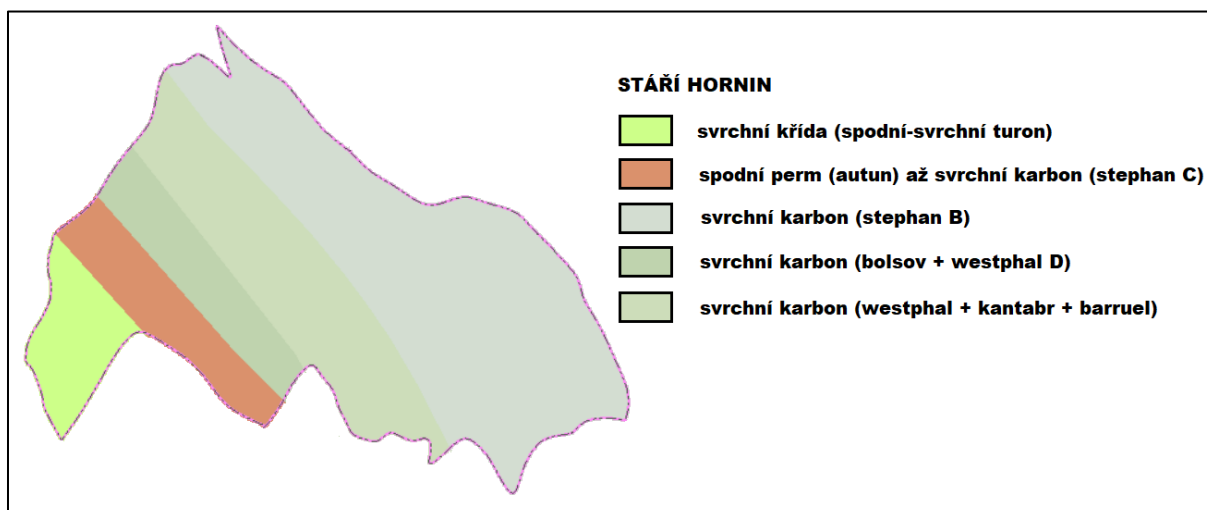 STÁŘÍ HORNIN
svrchní křída (spodní-svrchní turon)
spodní perm (autun) až svrchní karbon (stephan C)
svrchní karbon (stephan B)
svrchní karbon (bolsov + westphal D)
svrchní karbon (westphal + kantabr + barruel)